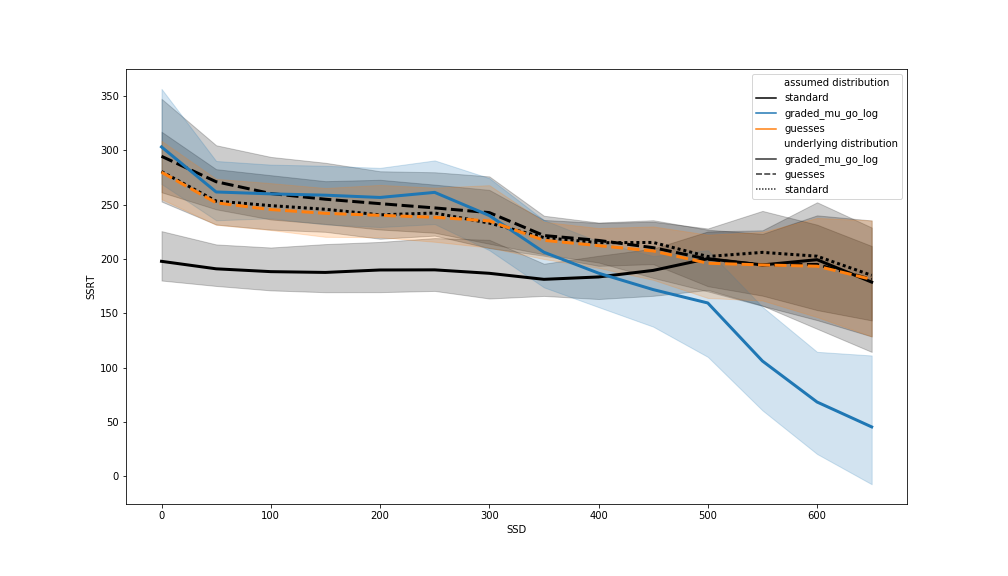 assumed distribution
standard
graded_mu_go_log
guesses
underlying distribution
graded_mu_go_log
guesses
standard
350
300
250
200
150
100
50
0
SSRT
0 100 200 300 400 500 600
SSD